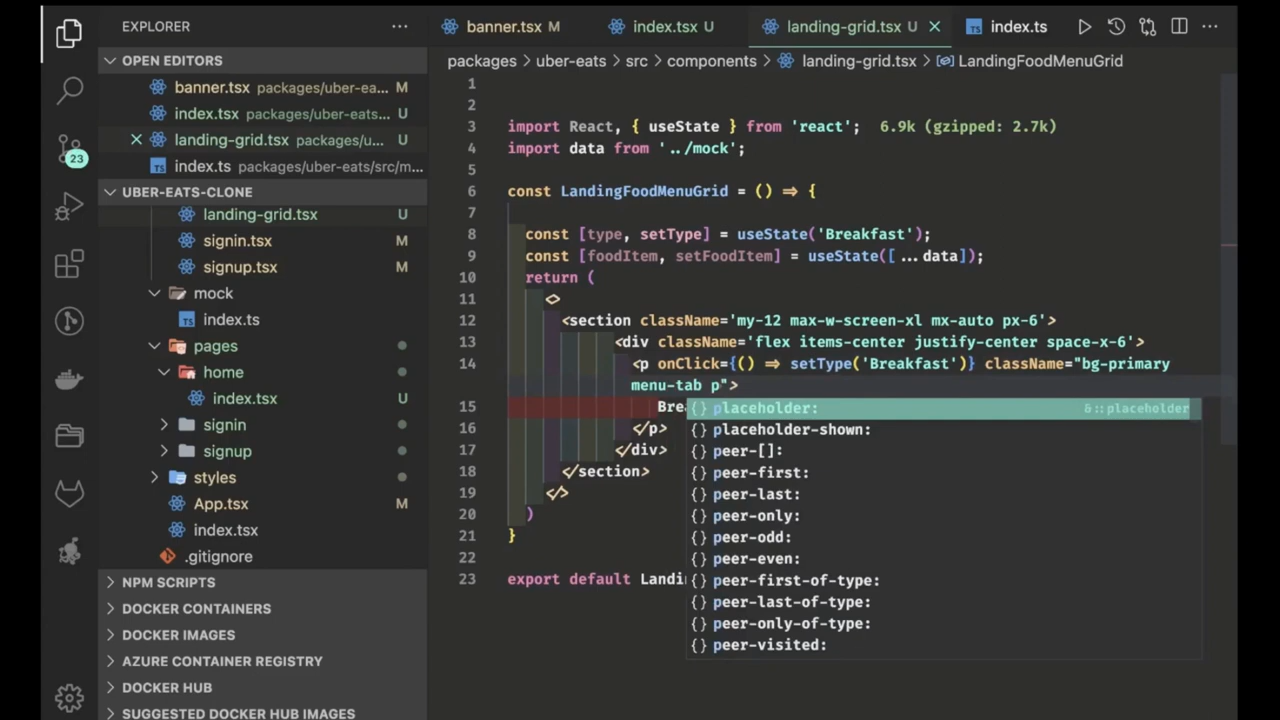 EXPLORER
OPEN EDITORS
banner.tsx packages/uber-ea... M
index.tsx packages/uber-eats... U
landing-grid.tsx packages/u... U
index.ts packages/uber-eats/src/m...
UBER-EATS-CLONE
landing-grid.tsx U
signin.tsx M
signup.tsx M
mock
index.ts
pages
home
index.tsx U
signin
signup
styles
App.tsx M
index.tsx
.gitignore
NPM SCRIPTS
DOCKER CONTAINERS
DOCKER IMAGES
AZURE CONTAINER REGISTRY
DOCKER HUB
SUGGESTED DOCKER HUB IMAGES
23
banner.tsx M index.tsx U landing-grid.tsx U index.ts
packages > uber-eats > src > components > landing-grid.tsx > LandingFoodMenuGrid
1
2
3 import React, { useState } from 'react'; 6.9k (gzipped: 2.7k)
4 import data from '../mock';
5
6 const LandingFoodMenuGrid = () => {
7
8 const [type, setType] = useState('Breakfast');
9 const [foodItem, setFoodItem] = useState([...data]);
10 return (
11 <>
12 <section className='my-12 max-w-screen-xl mx-auto px-6'>
13 <div className='flex items-center justify-center space-x-6'>
14 <p onClick={() => setType('Breakfast')} className="bg-primary
menu-tab p">
15 Brea
16 </p>
17 </div>
18 </section>
19 </>
20 )
21 }
22
23 export default Landi
{} placeholder: &::placeholder
{} placeholder-shown:
{} peer-[]:
{} peer-first:
{} peer-last:
{} peer-only:
{} peer-odd:
{} peer-even:
{} peer-first-of-type:
{} peer-last-of-type:
{} peer-only-of-type:
{} peer-visited: